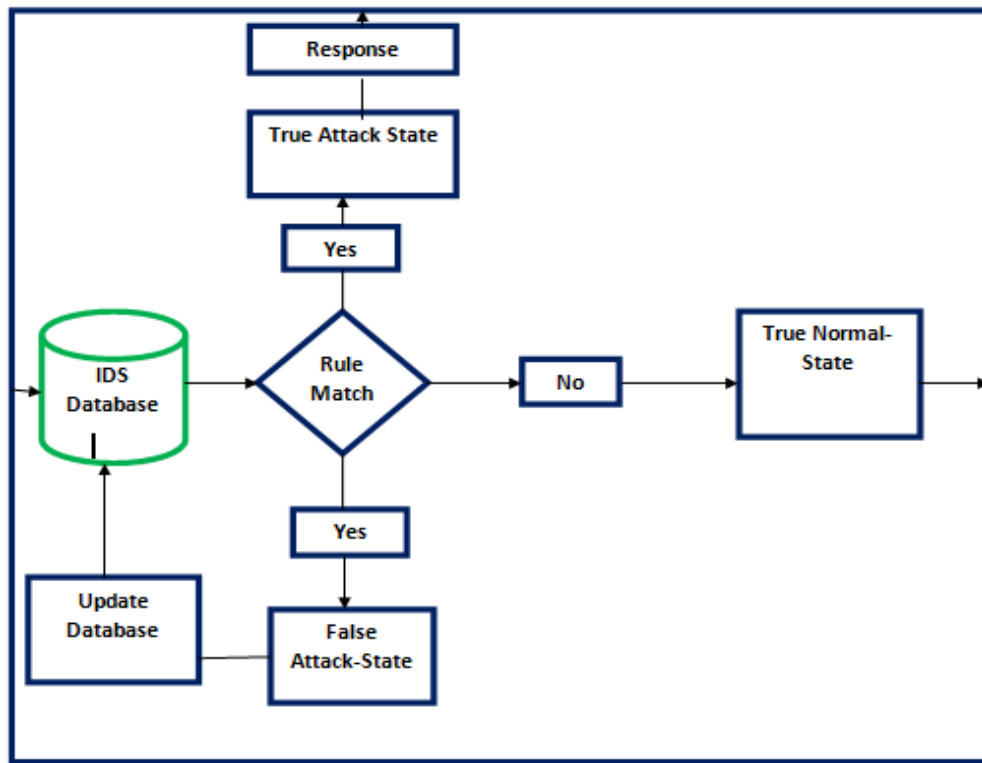 Response
True Attack State
Yes
IDS
Database
Rule
Match
No
True Normal-
State
Yes
Update
Database
False
Attack-State